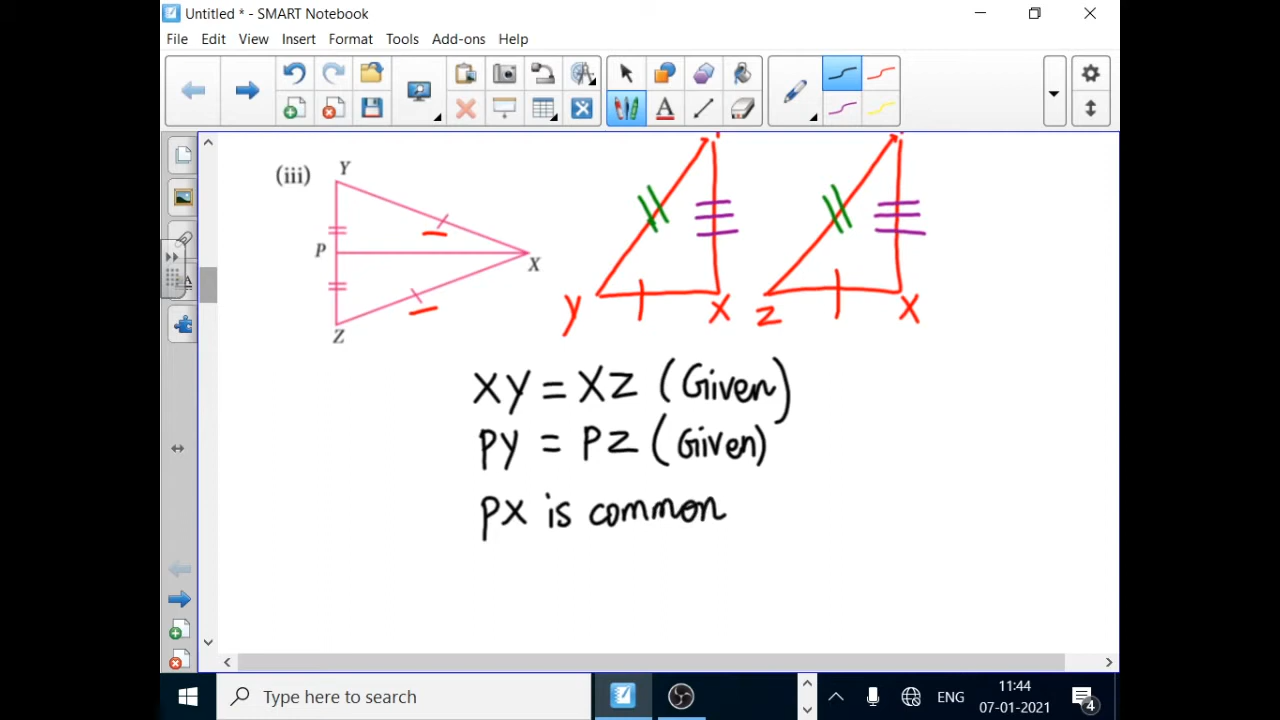 Untitled * - SMART Notebook
File Edit View Insert Format Tools Add-ons Help
(iii)
Y
P
X
Z
y X Z X
XY = XZ (Given)
PY = PZ (Given)
PX is common
Type here to search
ENG
11:44
07-01-2021
4